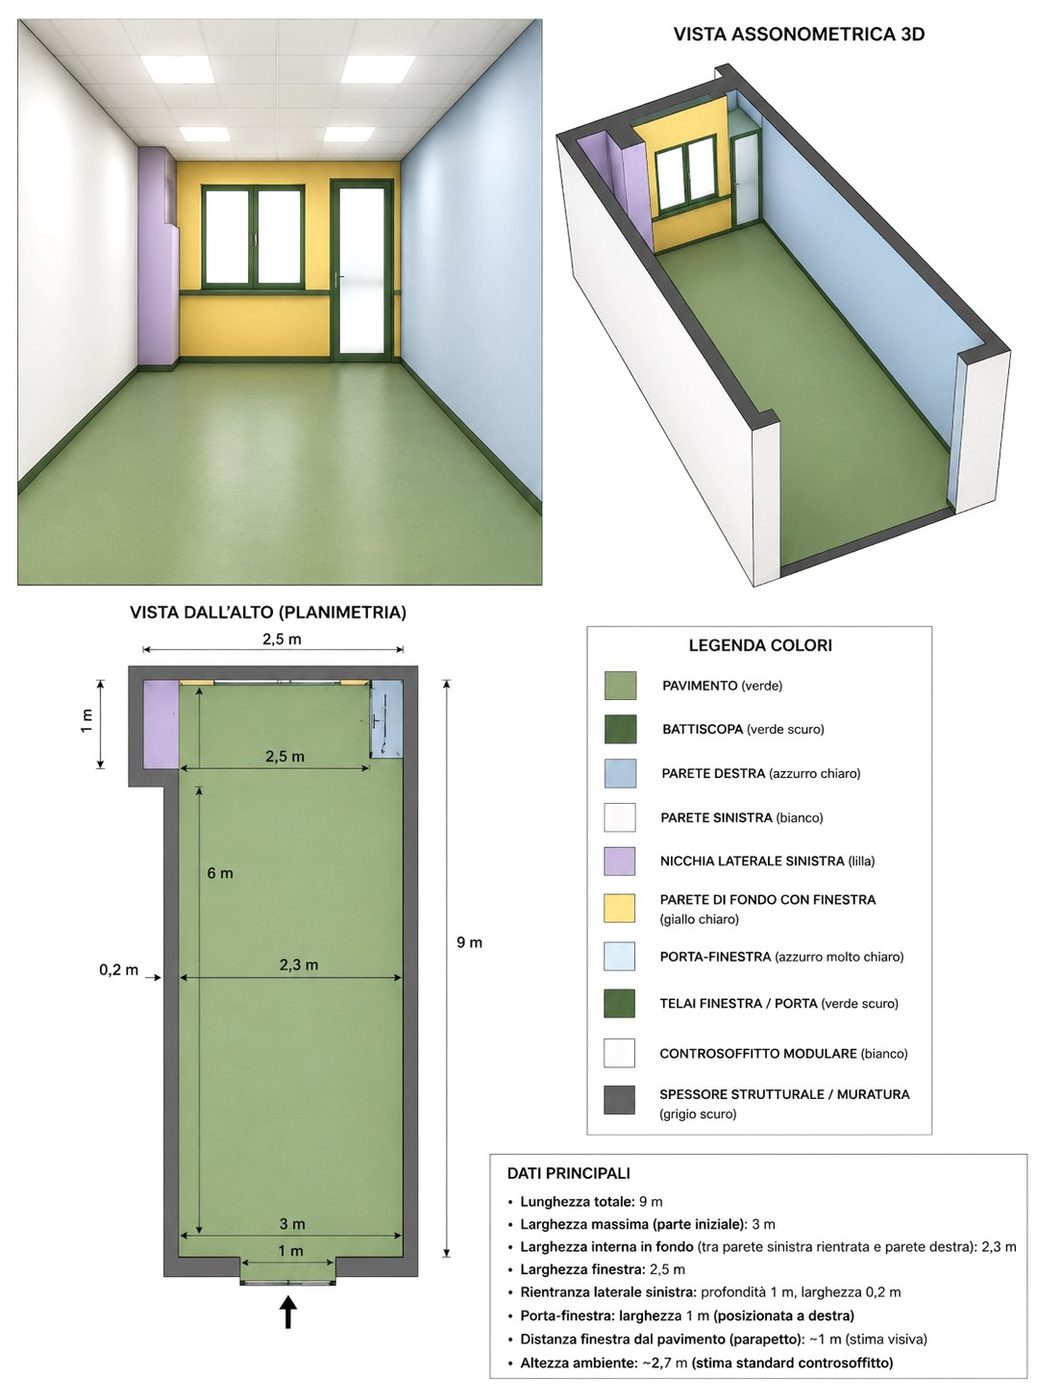 VISTA ASSONOMETRICA 3D
VISTA DALL'ALTO (PLANIMETRIA)
2,5 m
1 m
2,5 m
6 m
9 m
0,2 m
2,3 m
3 m
1 m
LEGENDA COLORI
PAVIMENTO (verde)
BATTISCOPA (verde scuro)
PARETE DESTRA (azzurro chiaro)
PARETE SINISTRA (bianco)
NICCHIA LATERALE SINISTRA (lilla)
PARETE DI FONDO CON FINESTRA
(giallo chiaro)
PORTA-FINESTRA (azzurro molto chiaro)
TELAI FINESTRA / PORTA (verde scuro)
CONTROSOFFITTO MODULARE (bianco)
SPESSORE STRUTTURALE / MURATURA
(grigio scuro)
DATI PRINCIPALI
• Lunghezza totale: 9 m
• Larghezza massima (parte iniziale): 3 m
• Larghezza interna in fondo (tra parete sinistra rientrata e parete destra): 2,3 m
• Larghezza finestra: 2,5 m
• Rientranza laterale sinistra: profondità 1 m, larghezza 0,2 m
• Porta-finestra: larghezza 1 m (posizionata a destra)
• Distanza finestra dal pavimento (parapetto): ~1 m (stima visiva)
• Altezza ambiente: ~2,7 m (stima standard controsoffitto)